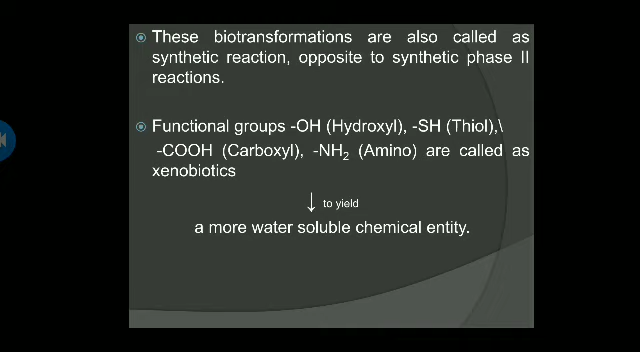 These biotransformations are also called as
synthetic reaction, opposite to synthetic phase II
reactions.
Functional groups -OH (Hydroxyl), -SH (Thiol),\
-COOH (Carboxyl), -NH₂ (Amino) are called as
xenobiotics
↓ to yield
a more water soluble chemical entity.